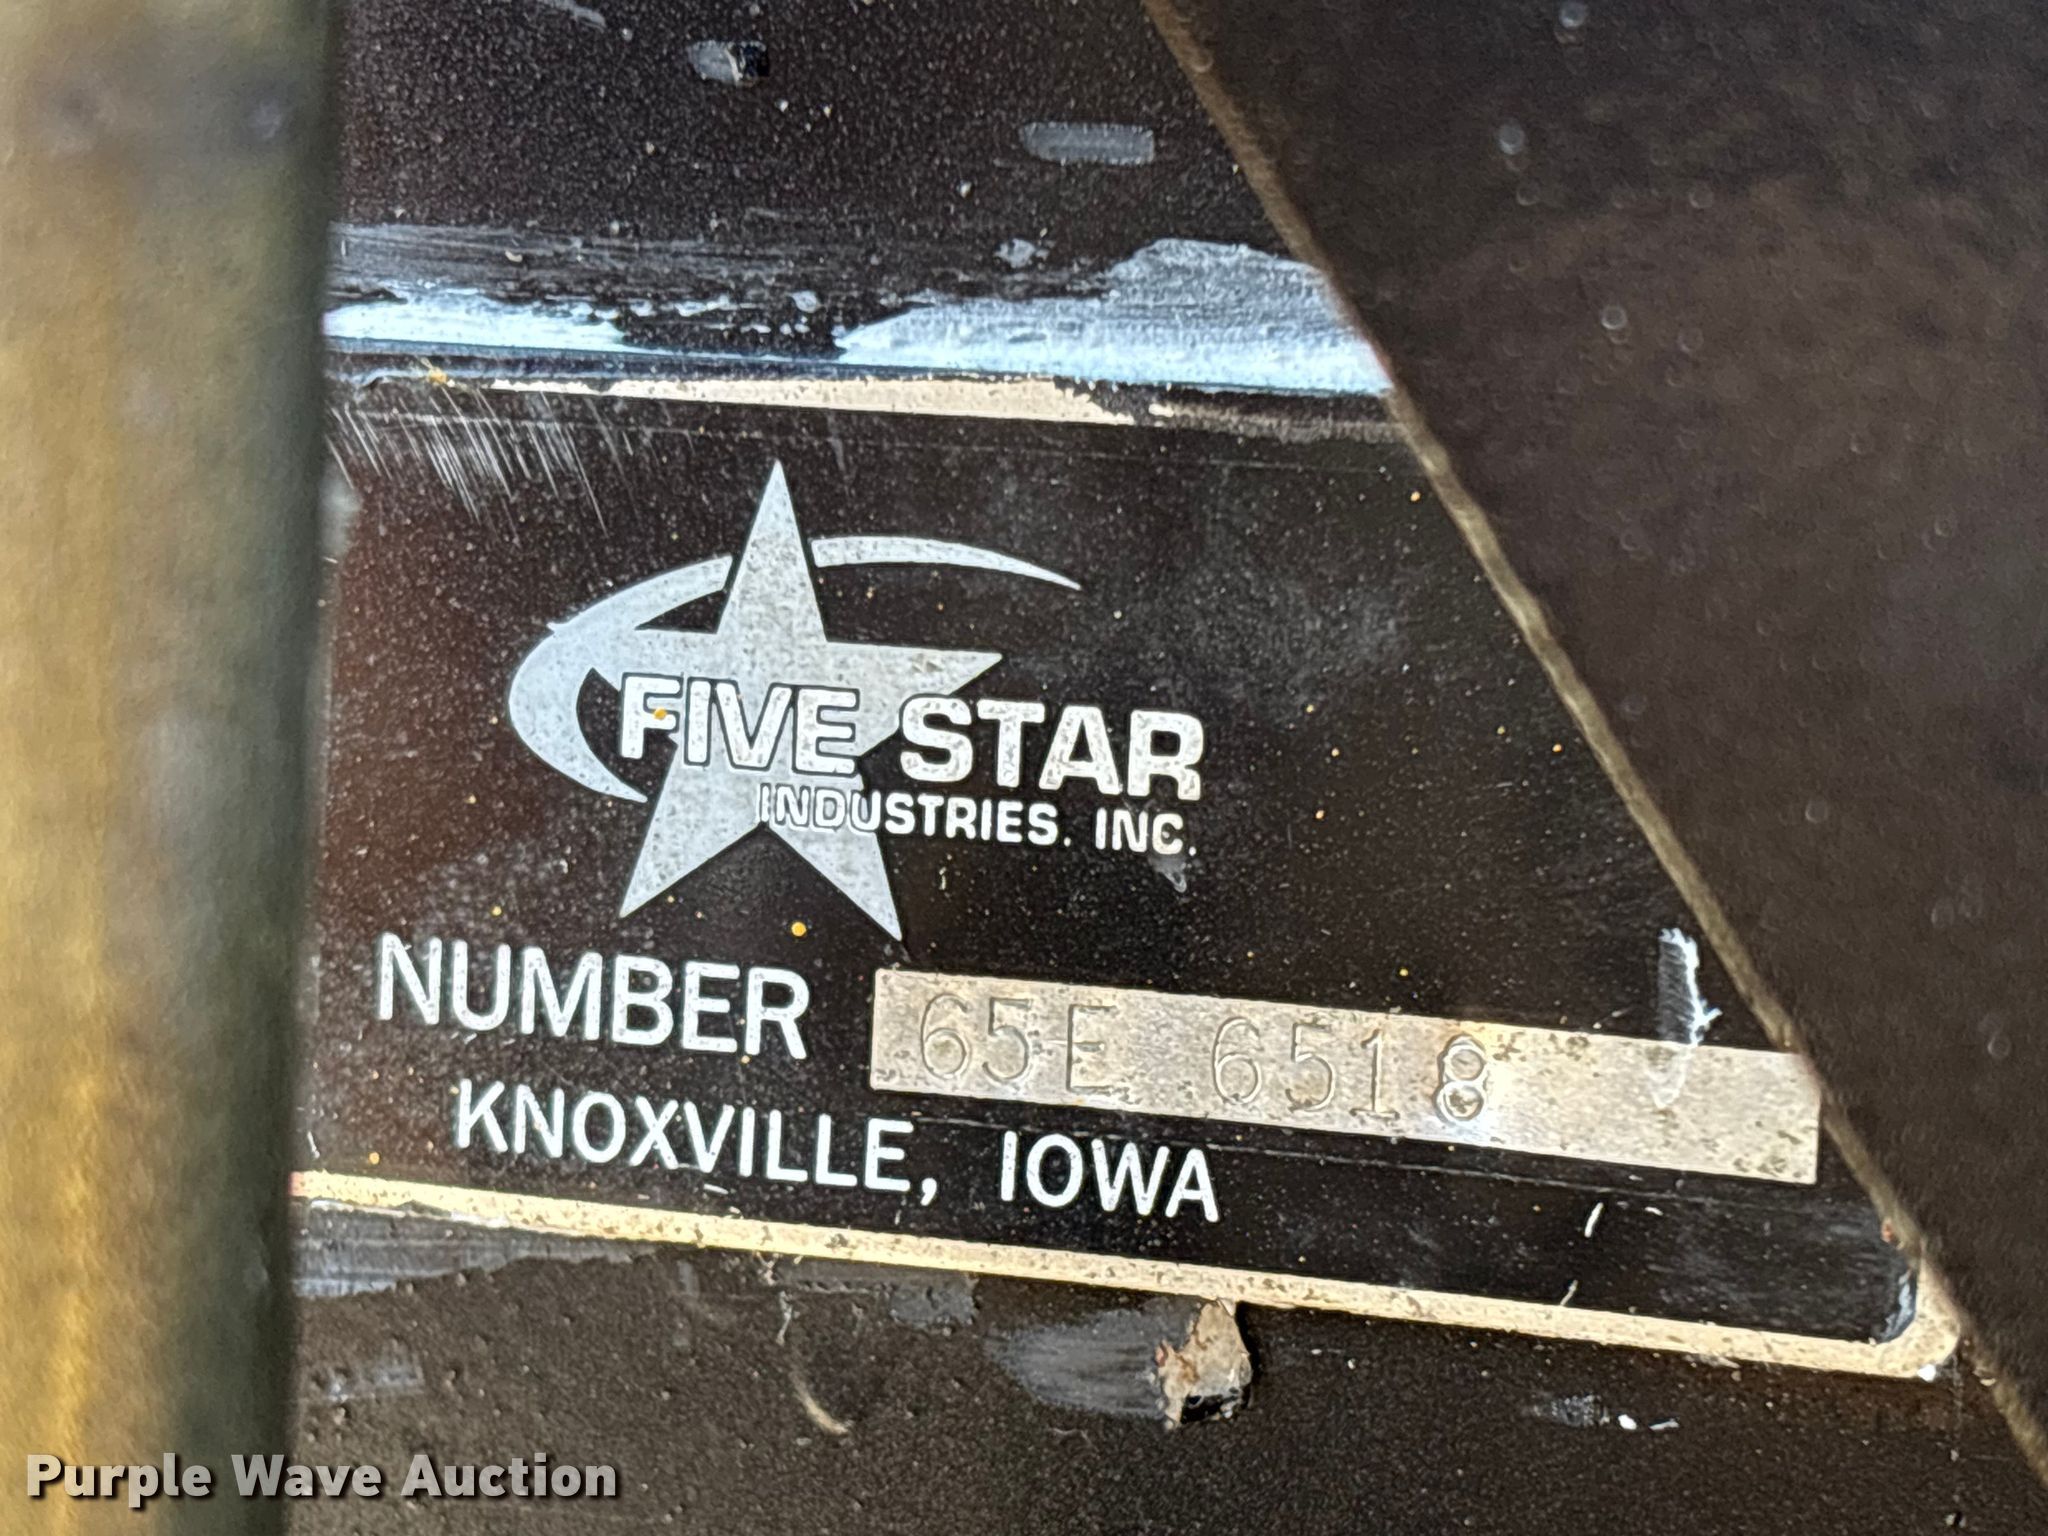 FIVE STAR
INDUSTRIES, INC.
NUMBER 65E 6518
KNOXVILLE, IOWA
Purple Wave Auction